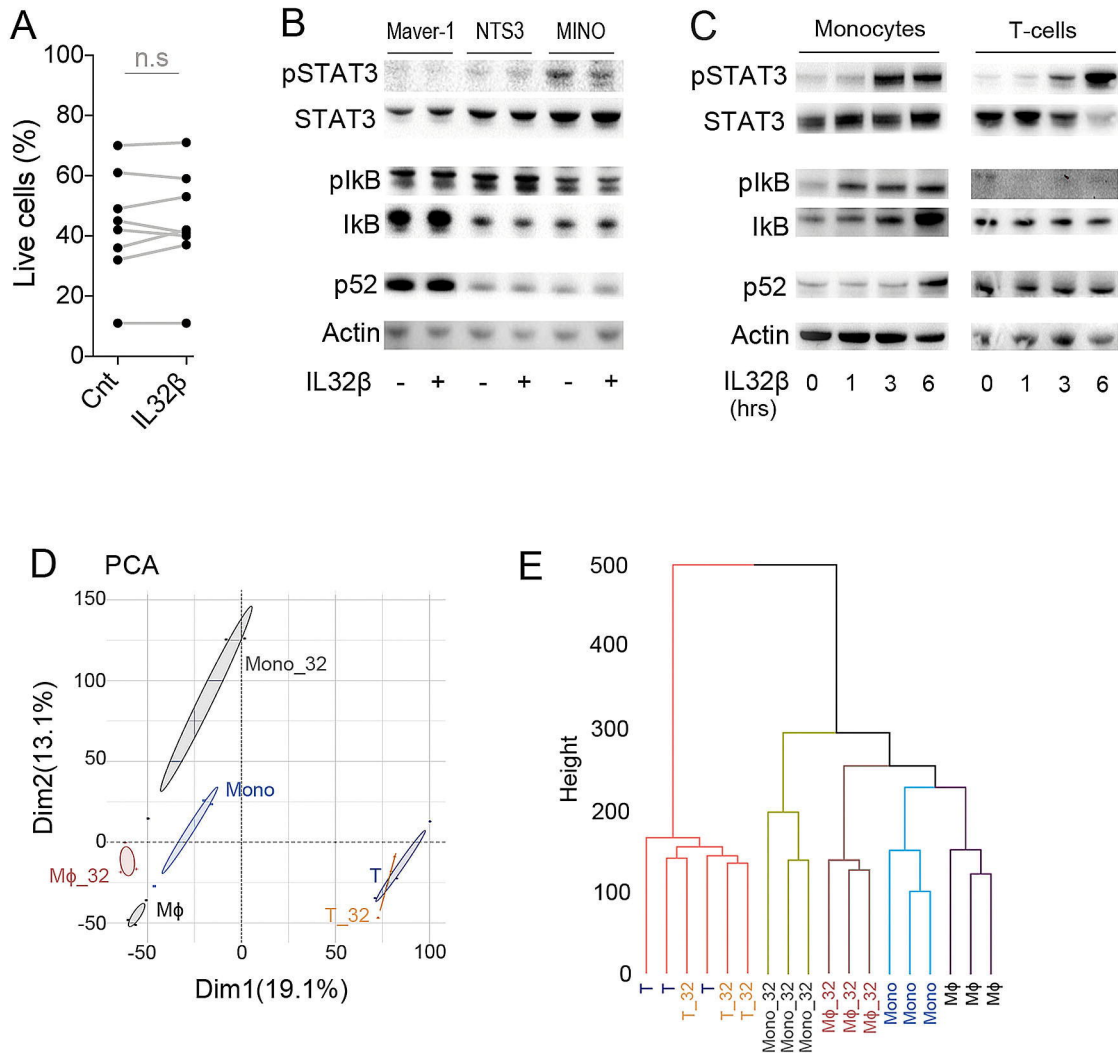 A
100
80
60
40
20
0
Live cells (%)
n.s
Cnt
IL32β
B
Maver-1 NTS3 MINO
pSTAT3
STAT3
pIkB
IkB
p52
Actin
IL32β - + - + - +
C
Monocytes T-cells
pSTAT3
STAT3
pIkB
IkB
p52
Actin
IL32β 0 1 3 6 0 1 3 6
(hrs)
D
PCA
150
100
50
0
-50
Dim2(13.1%)
Mono_32
Mono
Mϕ_32
Mϕ
T
T_32
-50 0 50 100
Dim1(19.1%)
E
500
400
300
200
100
0
Height
T T T_32 T T_32 T_32 Mono_32 Mono_32 Mono_32 Mϕ_32 Mϕ_32 Mϕ_32 Mono Mono Mono Mϕ Mϕ Mϕ